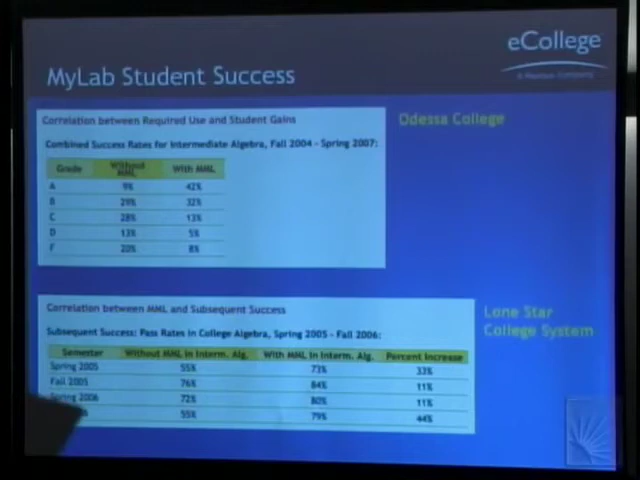 eCollege
A Pearson Company
MyLab Student Success
Correlation between Required Use and Student Gains
Odessa College
Combined Success Rates for Intermediate Algebra, Fall 2004 - Spring 2007:
Grade Without MML With MML
A 9% 42%
B 29% 32%
C 28% 13%
D 13% 5%
F 20% 8%
Correlation between MML and Subsequent Success
Lone Star
College System
Subsequent Success: Pass Rates in College Algebra, Spring 2005 - Fall 2006:
Semester Without MML in Interm. Alg. With MML in Interm. Alg. Percent Increase
Spring 2005 55% 73% 33%
Fall 2005 76% 84% 11%
Spring 2006 72% 80% 11%
55% 79% 44%